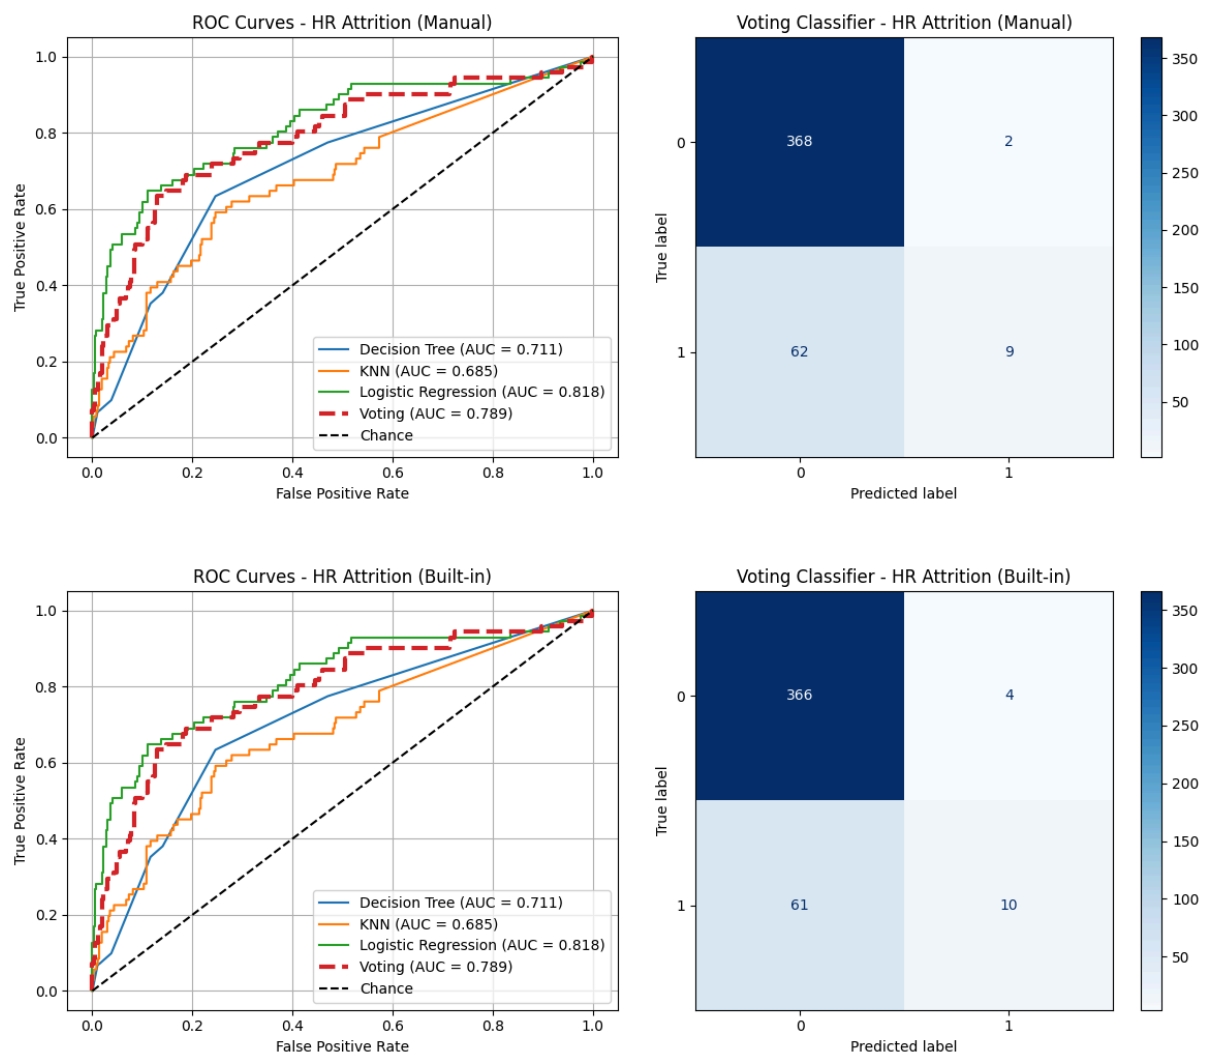 ROC Curves - HR Attrition (Manual)
1.0
0.8
0.6
0.4
0.2
0.0
True Positive Rate
0.0 0.2 0.4 0.6 0.8 1.0
False Positive Rate
Decision Tree (AUC = 0.711)
KNN (AUC = 0.685)
Logistic Regression (AUC = 0.818)
Voting (AUC = 0.789)
Chance
Voting Classifier - HR Attrition (Manual)
True label
0
1
368 2
62 9
0 1
Predicted label
350
300
250
200
150
100
50
ROC Curves - HR Attrition (Built-in)
1.0
0.8
0.6
0.4
0.2
0.0
True Positive Rate
0.0 0.2 0.4 0.6 0.8 1.0
False Positive Rate
Decision Tree (AUC = 0.711)
KNN (AUC = 0.685)
Logistic Regression (AUC = 0.818)
Voting (AUC = 0.789)
Chance
Voting Classifier - HR Attrition (Built-in)
True label
0
1
366 4
61 10
0 1
Predicted label
350
300
250
200
150
100
50